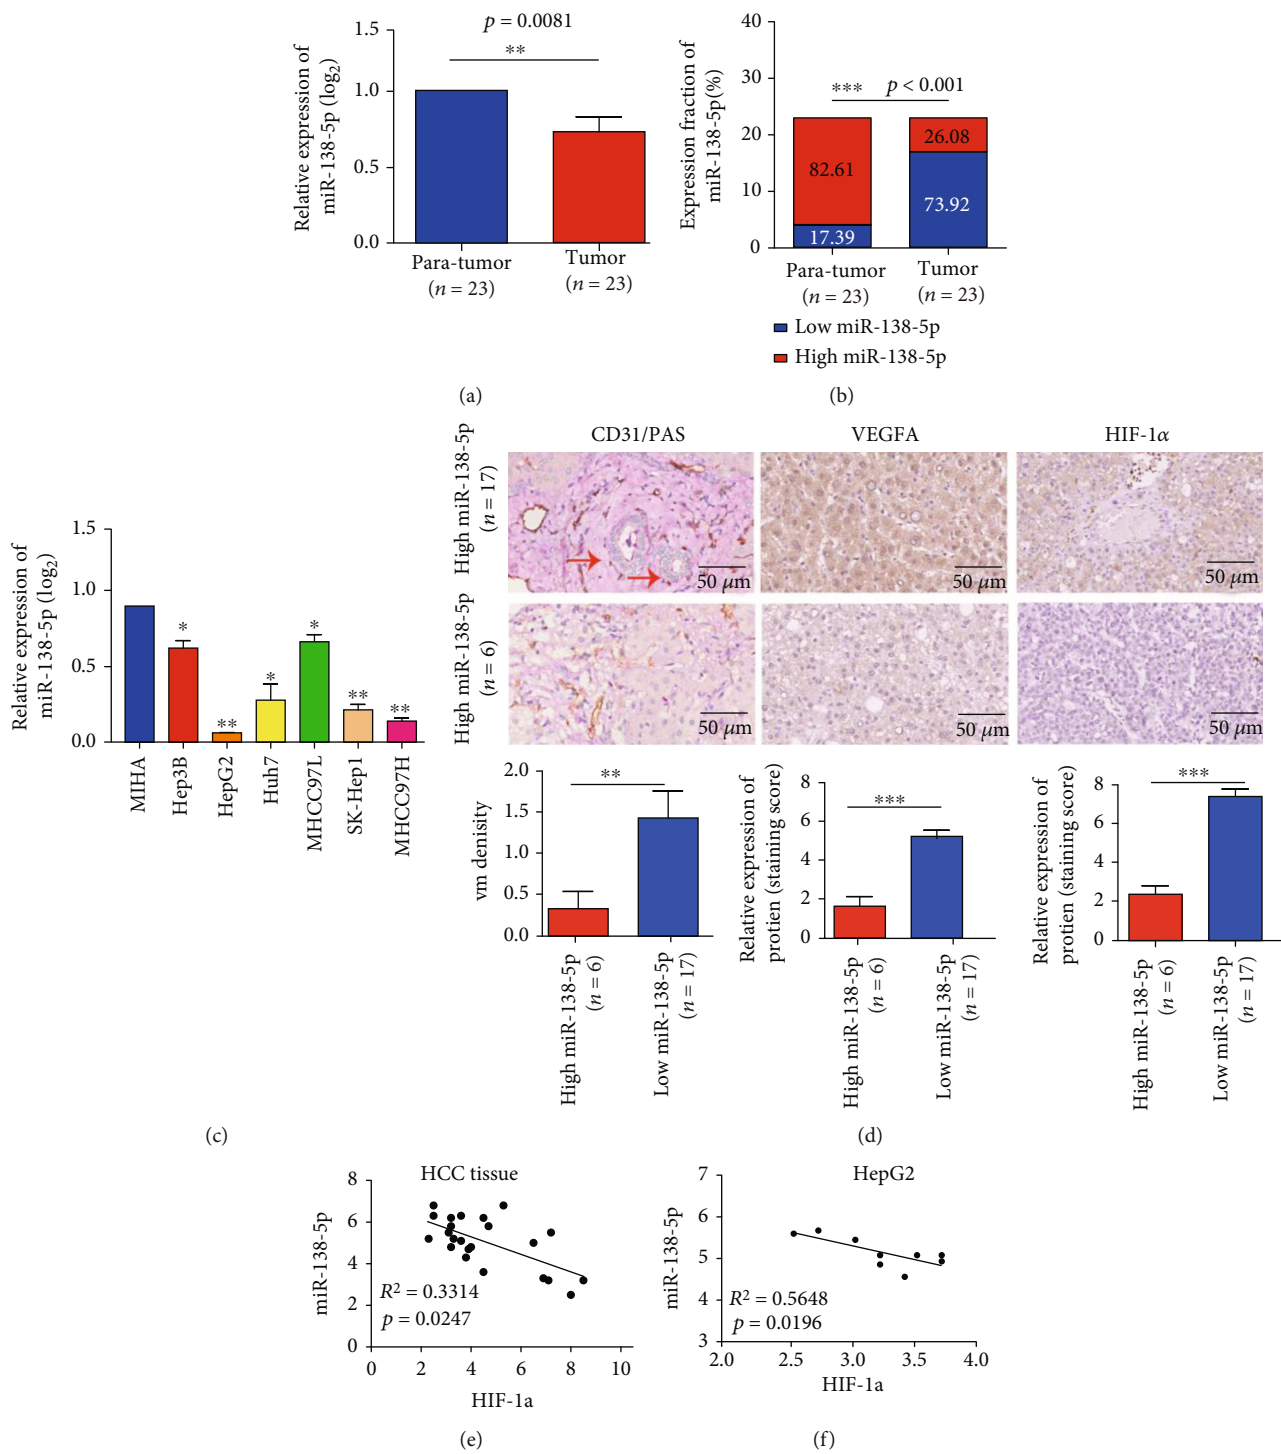 1.5
1.0
0.5
0.0
Relative expression of
miR-138-5p (log2)
p = 0.0081
**
Para-tumor
(n = 23)
Tumor
(n = 23)
(a)
40
30
20
10
0
Expression fraction of
miR-138-5p(%)
***
p < 0.001
82.61
17.39
26.08
73.92
Para-tumor
(n = 23)
Tumor
(n = 23)
Low miR-138-5p
High miR-138-5p
(b)
1.5
1.0
0.5
0.0
Relative expression of
miR-138-5p (log2)
*
**
*
*
**
**
MIHA
Hep3B
HepG2
Huh7
MHCC97L
SK-Hep1
MHCC97H
(c)
CD31/PAS
VEGFA
HIF-1α
High miR-138-5p
(n = 17)
50 μm
50 μm
50 μm
High miR-138-5p
(n = 6)
50 μm
50 μm
50 μm
2.0
1.5
1.0
0.5
0.0
vm denisity
**
High miR-138-5p
(n = 6)
Low miR-138-5p
(n = 17)
8
6
4
2
0
Relative expression of
protien (staining score)
***
High miR-138-5p
(n = 6)
Low miR-138-5p
(n = 17)
8
6
4
2
0
Relative expression of
protien (staining score)
***
High miR-138-5p
(n = 6)
Low miR-138-5p
(n = 17)
(d)
HCC tissue
8
6
4
2
0
miR-138-5p
R2 = 0.3314
p = 0.0247
0 2 4 6 8 10
HIF-1a
(e)
HepG2
7
6
5
4
3
miR-138-5p
R2 = 0.5648
p = 0.0196
2.0 2.5 3.0 3.5 4.0
HIF-1a
(f)